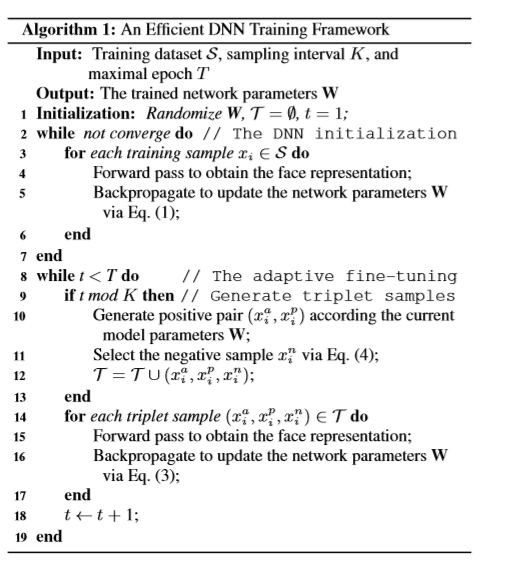 Algorithm 1: An Efficient DNN Training Framework
Input: Training dataset 𝒮, sampling interval K, and
maximal epoch T
Output: The trained network parameters W
1 Initialization: Randomize W, 𝒯 = ∅, t = 1;
2 while not converge do // The DNN initialization
3 for each training sample x_i ∈ 𝒮 do
4 Forward pass to obtain the face representation;
5 Backpropagate to update the network parameters W
via Eq. (1);
6 end
7 end
8 while t < T do // The adaptive fine-tuning
9 if t mod K then // Generate triplet samples
10 Generate positive pair (x_i^a, x_i^p) according the current
model parameters W;
11 Select the negative sample x_i^n via Eq. (4);
12 𝒯 = 𝒯 ∪ (x_i^a, x_i^p, x_i^n);
13 end
14 for each triplet sample (x_i^a, x_i^p, x_i^n) ∈ 𝒯 do
15 Forward pass to obtain the face representation;
16 Backpropagate to update the network parameters W
via Eq. (3);
17 end
18 t ← t + 1;
19 end